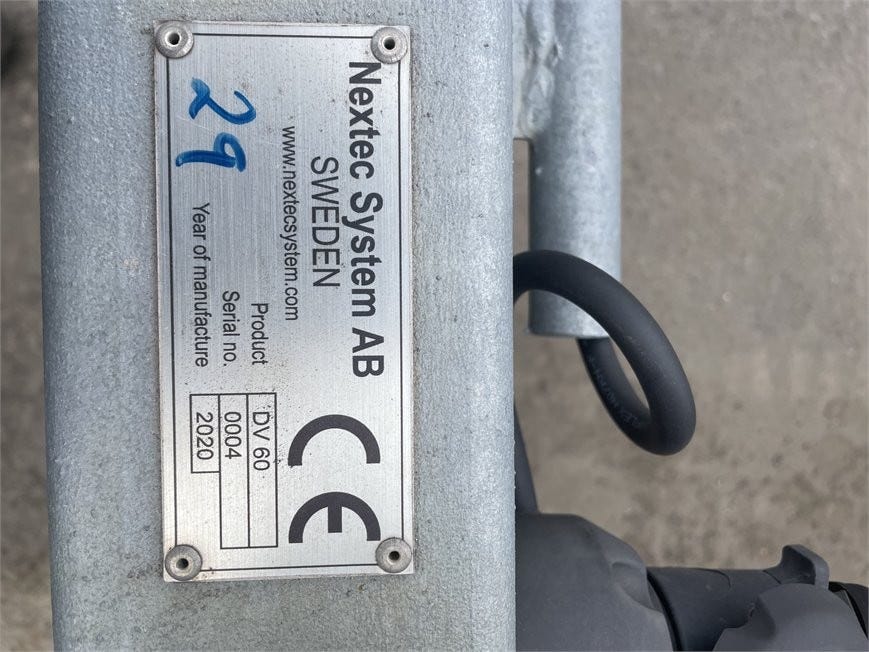 Nextec System AB
SWEDEN
www.nextecsystem.com
CE
Product DV 60
Serial no. 0004
Year of manufacture 2020
29